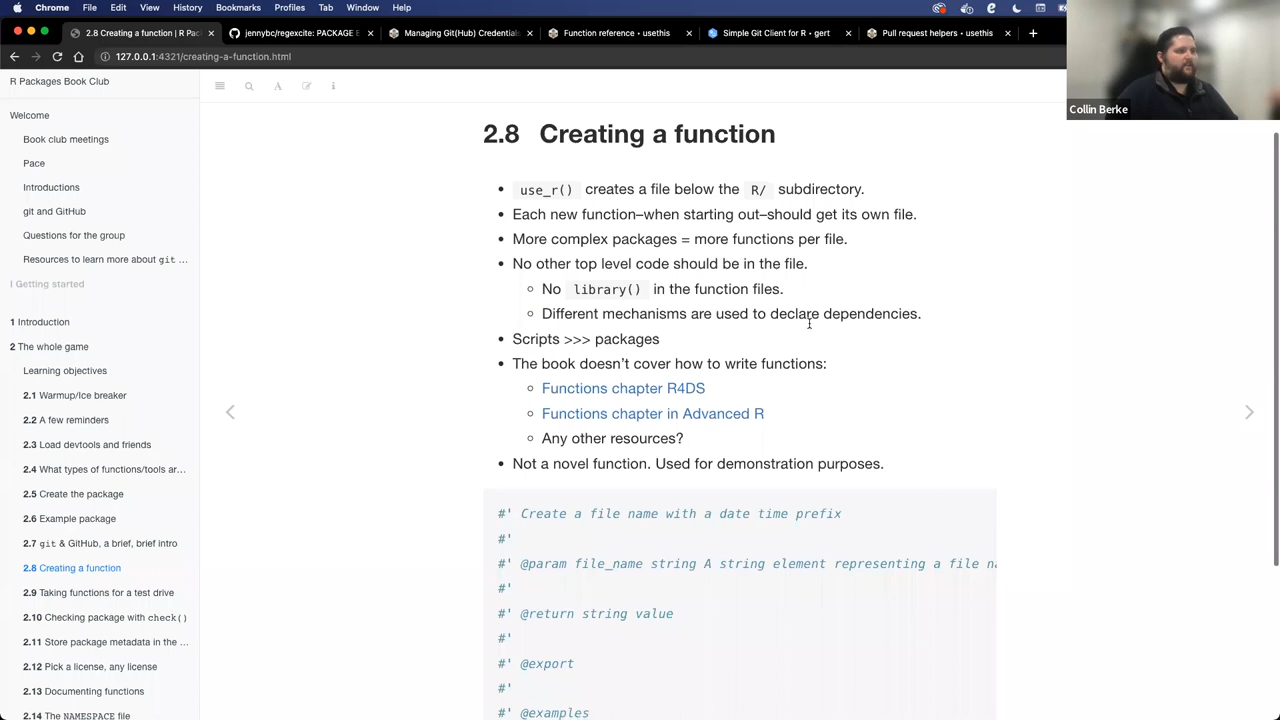 Chrome File Edit View History Bookmarks Profiles Tab Window Help
2.8 Creating a function | R Pac
jennybc/regexcite: PACKAGE E
Managing Git(Hub) Credentials
Function reference • usethis
Simple Git Client for R • gert
Pull request helpers • usethis
127.0.0.1:4321/creating-a-function.html
Collin Berke
R Packages Book Club
Welcome
Book club meetings
Pace
Introductions
git and GitHub
Questions for the group
Resources to learn more about git ...
I Getting started
1 Introduction
2 The whole game
Learning objectives
2.1 Warmup/Ice breaker
2.2 A few reminders
2.3 Load devtools and friends
2.4 What types of functions/tools ar...
2.5 Create the package
2.6 Example package
2.7 git & GitHub, a brief, brief intro
2.8 Creating a function
2.9 Taking functions for a test drive
2.10 Checking package with check()
2.11 Store package metadata in the ...
2.12 Pick a license, any license
2.13 Documenting functions
2.14 The NAMESPACE file
2.8 Creating a function
• use_r() creates a file below the R/ subdirectory.
• Each new function–when starting out–should get its own file.
• More complex packages = more functions per file.
• No other top level code should be in the file.
◦ No library() in the function files.
◦ Different mechanisms are used to declare dependencies.
• Scripts >>> packages
• The book doesn't cover how to write functions:
◦ Functions chapter R4DS
◦ Functions chapter in Advanced R
◦ Any other resources?
• Not a novel function. Used for demonstration purposes.
#' Create a file name with a date time prefix
#'
#' @param file_name string A string element representing a file na
#'
#' @return string value
#'
#' @export
#'
#' @examples